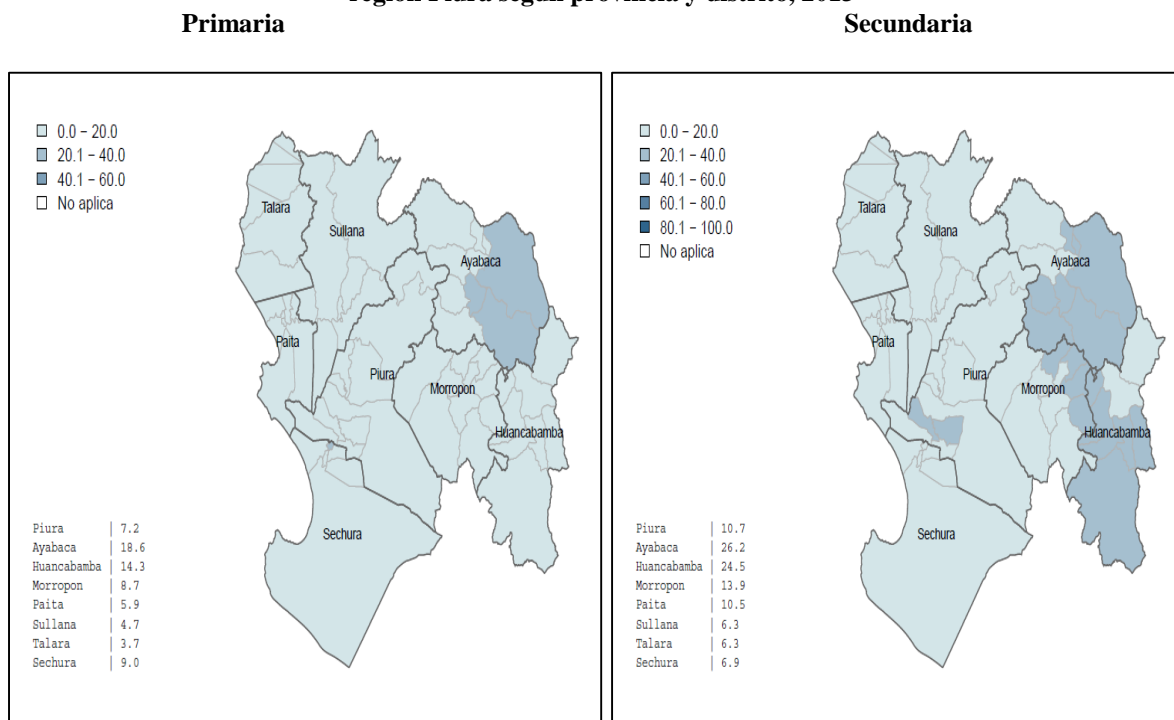 región Piura según provincia y distrito, 2013
Primaria
Secundaria
0.0 – 20.0
20.1 – 40.0
40.1 – 60.0
No aplica
Talara
Sullana
Ayabaca
Paita
Piura
Morropon
Huancabamba
Sechura
Piura | 7.2
Ayabaca | 18.6
Huancabamba | 14.3
Morropon | 8.7
Paita | 5.9
Sullana | 4.7
Talara | 3.7
Sechura | 9.0
0.0 – 20.0
20.1 – 40.0
40.1 – 60.0
60.1 – 80.0
80.1 – 100.0
No aplica
Talara
Sullana
Ayabaca
Paita
Piura
Morropon
Huancabamba
Sechura
Piura | 10.7
Ayabaca | 26.2
Huancabamba | 24.5
Morropon | 13.9
Paita | 10.5
Sullana | 6.3
Talara | 6.3
Sechura | 6.9